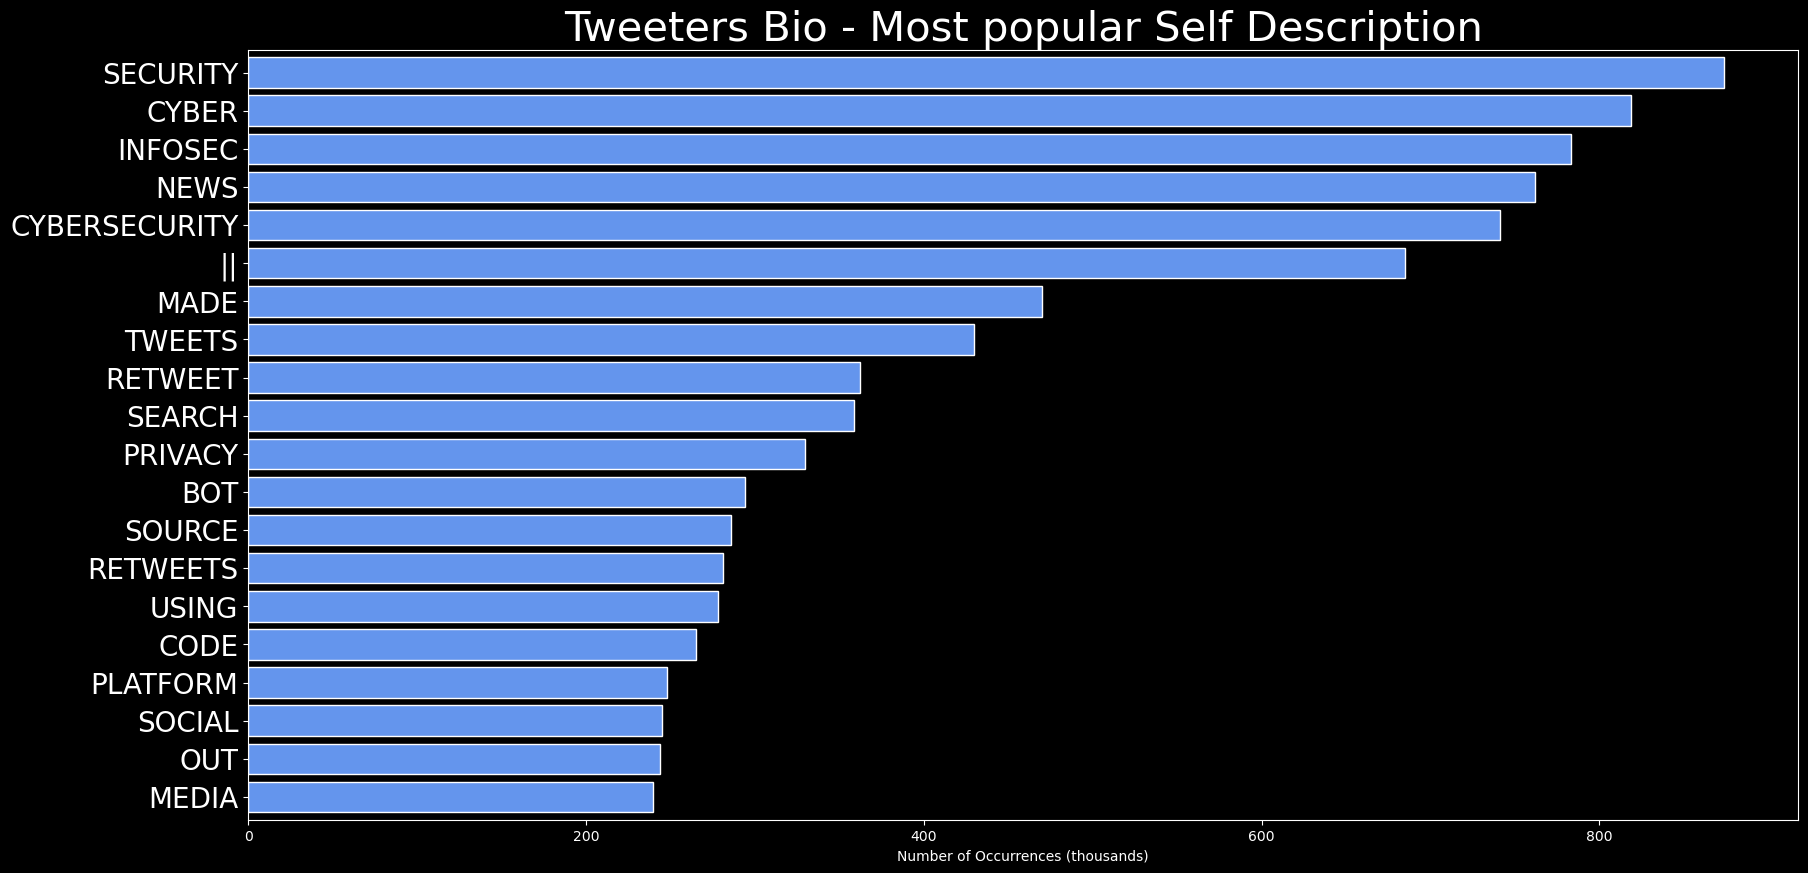 Tweeters Bio - Most popular Self Description
SECURITY
CYBER
INFOSEC
NEWS
CYBERSECURITY
||
MADE
TWEETS
RETWEET
SEARCH
PRIVACY
BOT
SOURCE
RETWEETS
USING
CODE
PLATFORM
SOCIAL
OUT
MEDIA
0 200 400 600 800
Number of Occurrences (thousands)